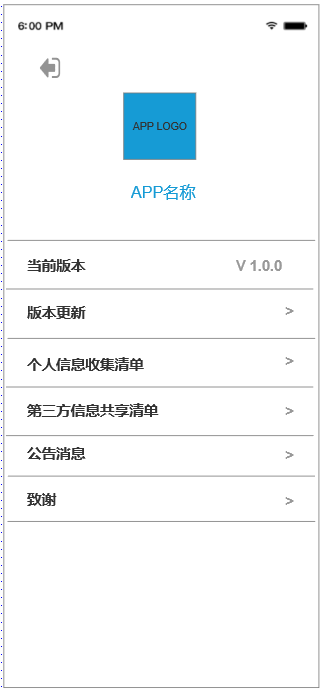 6:00 PM
APP LOGO
APP名称
当前版本 V 1.0.0
版本更新 >
个人信息收集清单 >
第三方信息共享清单 >
公告消息 >
致谢 >